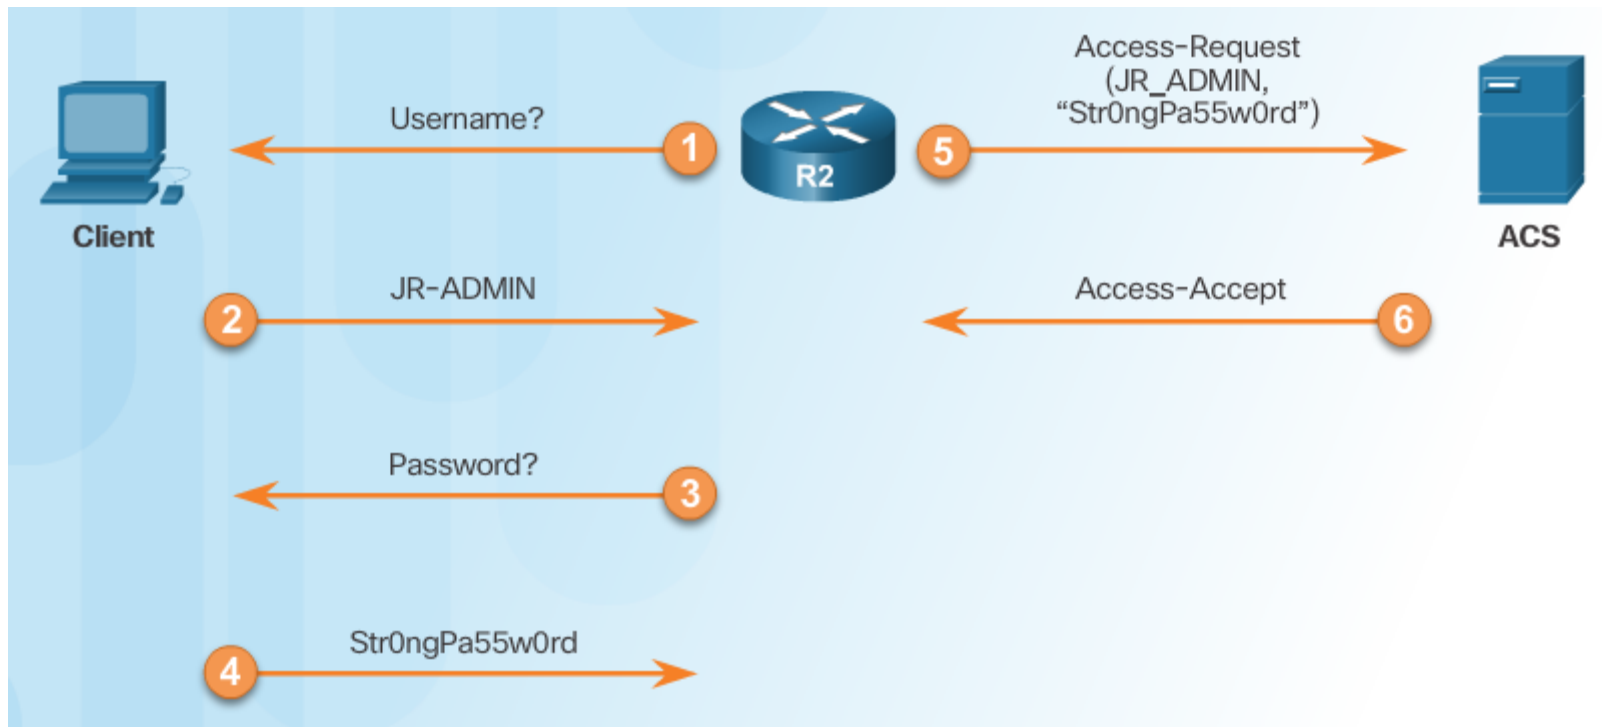 Username?
1
R2
5
Access-Request
(JR_ADMIN,
“Str0ngPa55w0rd”)
Client
ACS
2
JR-ADMIN
Access-Accept
6
Password?
3
4
Str0ngPa55w0rd